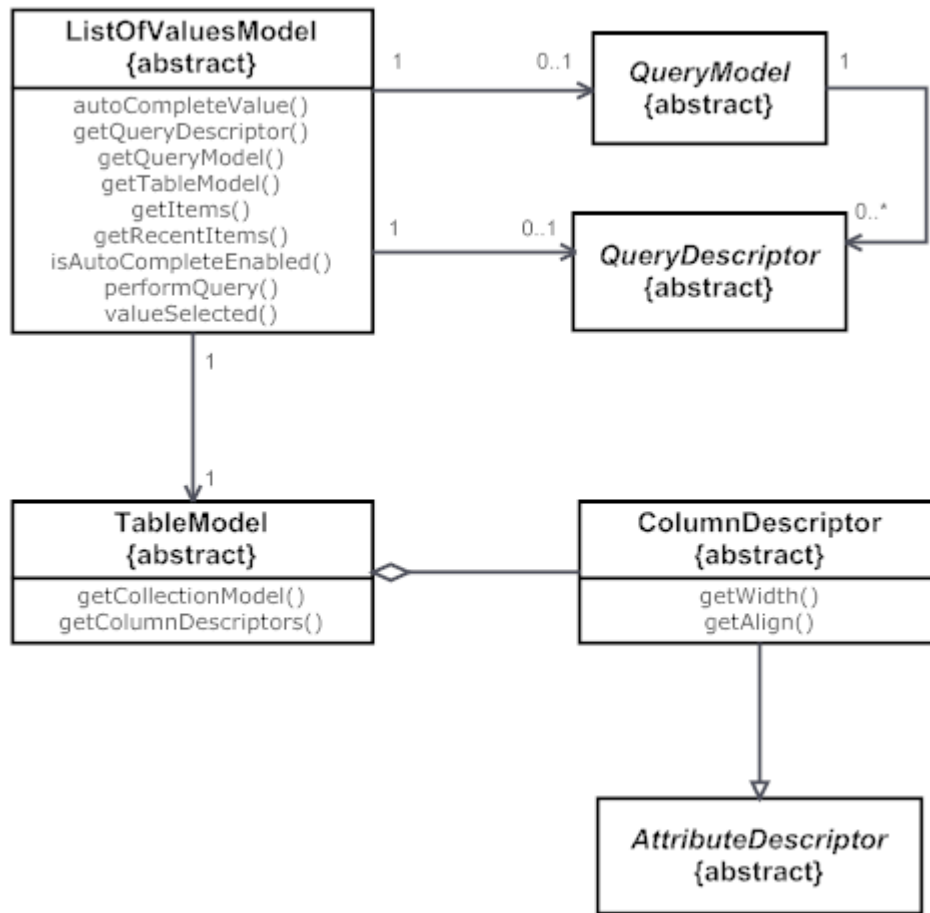 ListOfValuesModel
{abstract}
autoCompleteValue()
getQueryDescriptor()
getQueryModel()
getTableModel()
getItems()
getRecentItems()
isAutoCompleteEnabled()
performQuery()
valueSelected()
1
0..1
QueryModel
{abstract}
1
0..*
1
0..1
QueryDescriptor
{abstract}
1
1
TableModel
{abstract}
getCollectionModel()
getColumnDescriptors()
ColumnDescriptor
{abstract}
getWidth()
getAlign()
AttributeDescriptor
{abstract}